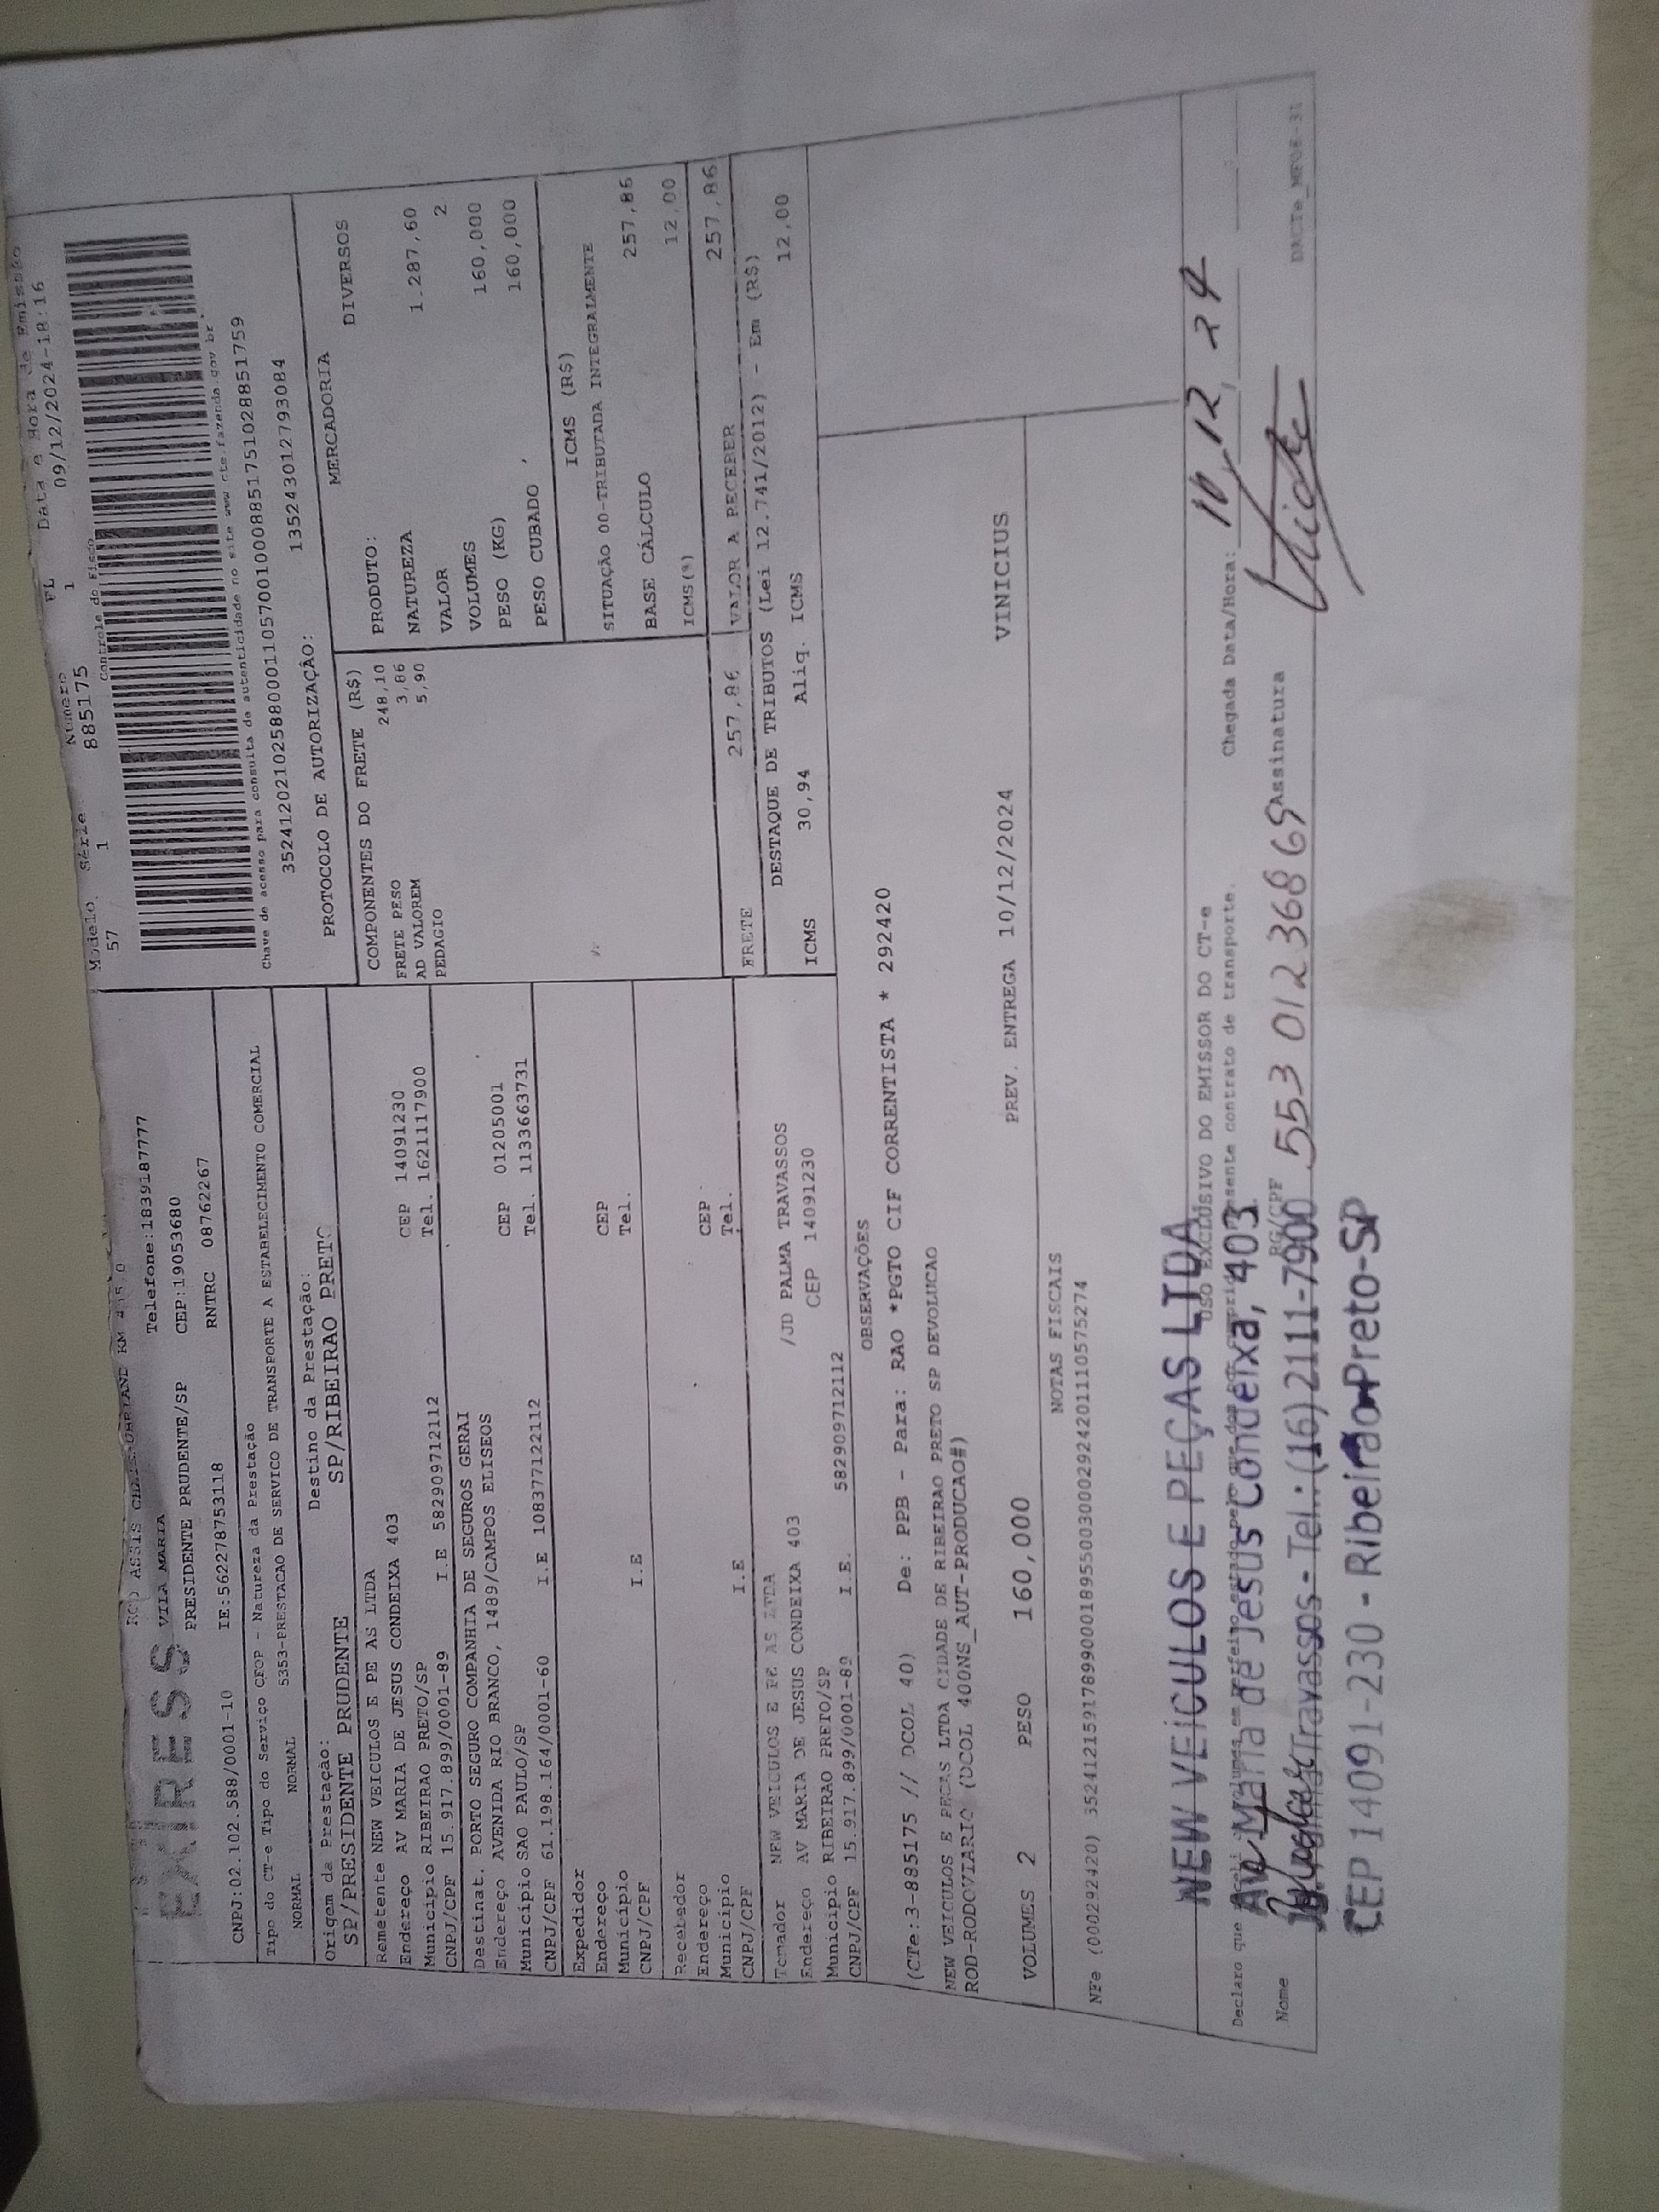 EXPRESS
ROD ASSIS CHATEAUBRIAND KM 455,0
VILA MARIA Telefone:1839187777
PRESIDENTE PRUDENTE/SP CEP:19053680
CNPJ:02.102.588/0001-10 IE:562278753118 RNTRC 08762267
Modelo Série Número FL Data e Hora de Emissão
57 1 885175 1 09/12/2024-18:16
Controle do Fisco
Chave de acesso para consulta da autenticidade no site www.cte.fazenda.gov.br
35241202102588000110570010008851751028851759
PROTOCOLO DE AUTORIZAÇÃO: 135243012793084
Tipo do CT-e Tipo do Serviço CFOP - Natureza da Prestação
NORMAL NORMAL 5353-PRESTACAO DE SERVICO DE TRANSPORTE A ESTABELECIMENTO COMERCIAL
Origem da Prestação: Destino da Prestação:
SP/PRESIDENTE PRUDENTE SP/RIBEIRAO PRETO
Remetente NEW VEICULOS E PE AS LTDA
Endereço AV MARIA DE JESUS CONDEIXA 403 CEP 14091230
Município RIBEIRAO PRETO/SP Tel. 1621117900
CNPJ/CPF 15.917.899/0001-89 I.E 582909712112
Destinat. PORTO SEGURO COMPANHIA DE SEGUROS GERAI
Endereço AVENIDA RIO BRANCO, 1489/CAMPOS ELISEOS CEP 01205001
Município SAO PAULO/SP Tel. 1133663731
CNPJ/CPF 61.198.164/0001-60 I.E 108377122112
Expedidor
Endereço CEP
Município Tel.
CNPJ/CPF I.E
Recebedor
Endereço CEP
Município Tel.
CNPJ/CPF I.E
Tomador NEW VEICULOS E PE AS LTDA /JD PALMA TRAVASSOS
Endereço AV MARIA DE JESUS CONDEIXA 403 CEP 14091230
Município RIBEIRAO PRETO/SP
CNPJ/CPF 15.917.899/0001-89 I.E. 582909712112
COMPONENTES DO FRETE (R$)
FRETE PESO 248,10
AD VALOREM 3,86
PEDAGIO 5,90
MERCADORIA
PRODUTO: DIVERSOS
NATUREZA
VALOR 1.287,60
VOLUMES 2
PESO (KG) 160,000
PESO CUBADO 160,000
ICMS (R$)
SITUAÇÃO 00-TRIBUTADA INTEGRALMENTE
BASE CÁLCULO 257,86
ICMS(%) 12,00
FRETE 257,86 VALOR A RECEBER 257,86
DESTAQUE DE TRIBUTOS (Lei 12.741/2012) - Em (R$)
ICMS 30,94 Aliq. ICMS 12,00
OBSERVAÇÕES
(CTe:3-885175 // DCOL 40) De: PPB - Para: RAO *PGTO CIF CORRENTISTA * 292420
NEW VEICULOS E PECAS LTDA CIDADE DE RIBEIRAO PRETO SP DEVOLUCAO
ROD-RODOVIARIO (DCOL 400NS_AUT-PRODUCAO#)
VOLUMES 2 PESO 160,000 PREV. ENTREGA 10/12/2024 VINICIUS
NOTAS FISCAIS
NFe (000292420), 35241215917899000189550030002924201110575274
USO EXCLUSIVO DO EMISSOR DO CT-e
Declaro que presente contrato de transporte. Chegada Data/Hora: 10/12/24
Nome RG/CPF 553 012 368 69 Assinatura
NEW VEÍCULOS E PEÇAS LTDA
Av. Maria de Jesus Condeixa, 403
Travassos - Tel.: (16) 2111-7900
CEP 14091-230 - Ribeirão Preto-SP
DACTe_MF06-31